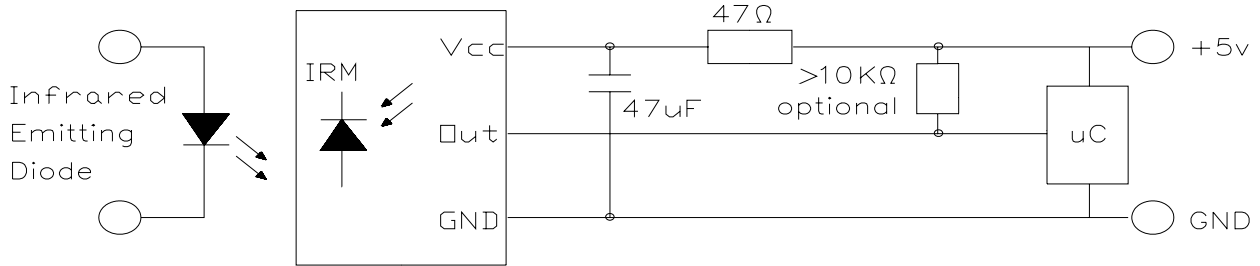 47Ω
Vcc
+5v
IRM
>10KΩ
optional
Infrared
Emitting
Diode
47uF
Out
uC
GND
GND